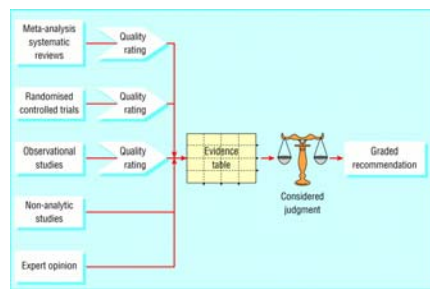 Meta-analysis
systematic
reviews
Quality
rating
Randomised
controlled trials
Quality
rating
Observational
studies
Quality
rating
Evidence
table
Considered
judgment
Graded
recommendation
Non-analytic
studies
Expert opinion